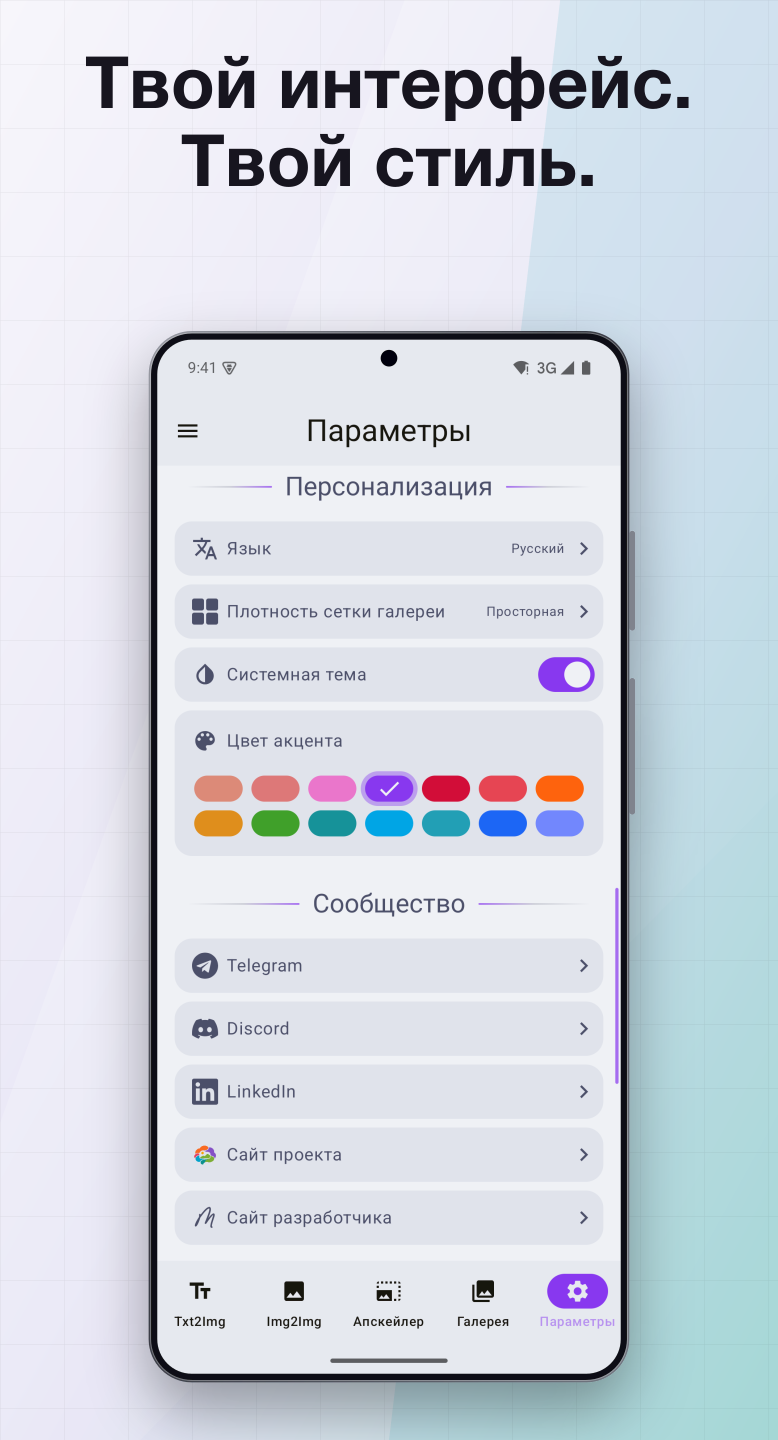 Твой интерфейс.
Твой стиль.
9:41
3G
Параметры
Персонализация
Язык Русский
Плотность сетки галереи Просторная
Системная тема
Цвет акцента
Сообщество
Telegram
Discord
LinkedIn
Сайт проекта
Сайт разработчика
Txt2Img Img2Img Апскейлер Галерея Параметры